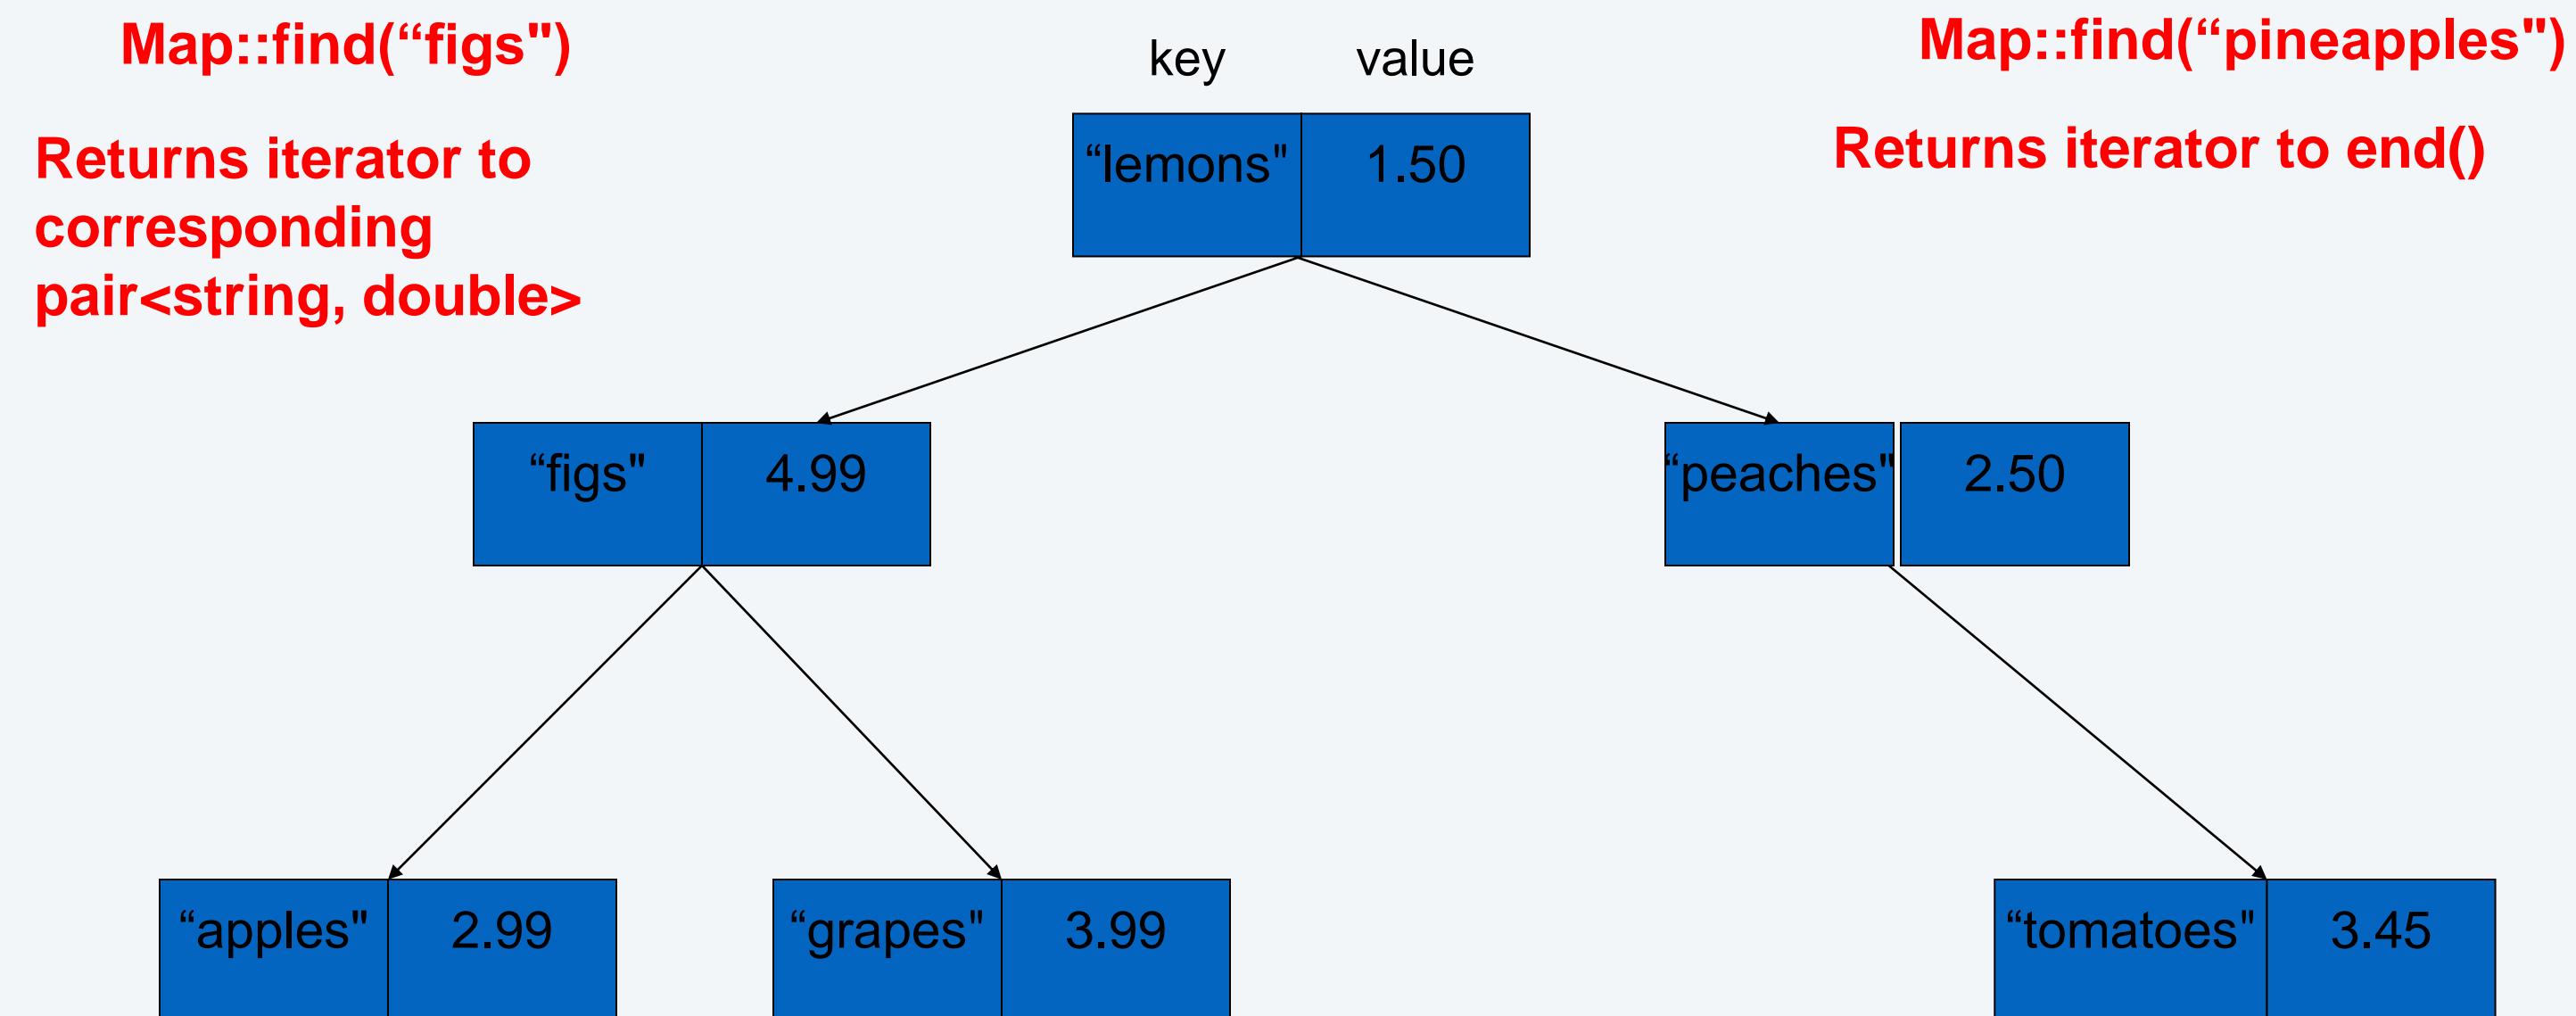 Map::find(“figs")
Returns iterator to
corresponding
pair<string, double>
key value
Map::find(“pineapples")
Returns iterator to end()
“lemons" 1.50
“figs" 4.99
“peaches" 2.50
“apples" 2.99
“grapes" 3.99
“tomatoes" 3.45